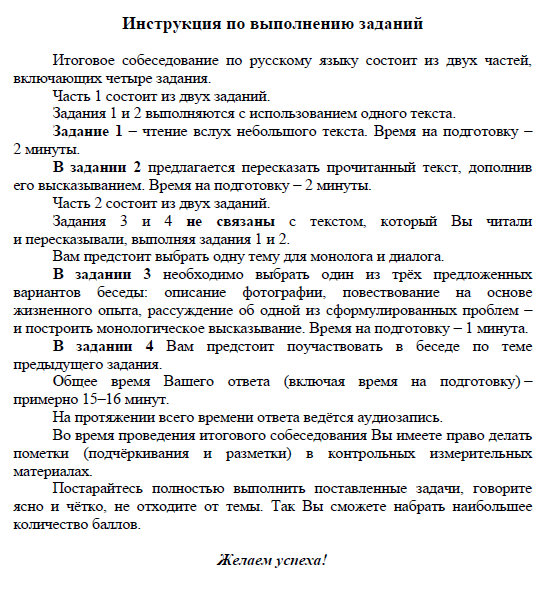 Инструкция по выполнению заданий
Итоговое собеседование по русскому языку состоит из двух частей,
включающих четыре задания.
Часть 1 состоит из двух заданий.
Задания 1 и 2 выполняются с использованием одного текста.
Задание 1 – чтение вслух небольшого текста. Время на подготовку –
2 минуты.
В задании 2 предлагается пересказать прочитанный текст, дополнив
его высказыванием. Время на подготовку – 2 минуты.
Часть 2 состоит из двух заданий.
Задания 3 и 4 не связаны с текстом, который Вы читали
и пересказывали, выполняя задания 1 и 2.
Вам предстоит выбрать одну тему для монолога и диалога.
В задании 3 необходимо выбрать один из трёх предложенных
вариантов беседы: описание фотографии, повествование на основе
жизненного опыта, рассуждение об одной из сформулированных проблем –
и построить монологическое высказывание. Время на подготовку – 1 минута.
В задании 4 Вам предстоит поучаствовать в беседе по теме
предыдущего задания.
Общее время Вашего ответа (включая время на подготовку) –
примерно 15–16 минут.
На протяжении всего времени ответа ведётся аудиозапись.
Во время проведения итогового собеседования Вы имеете право делать
пометки (подчёркивания и разметки) в контрольных измерительных
материалах.
Постарайтесь полностью выполнить поставленные задачи, говорите
ясно и чётко, не отходите от темы. Так Вы сможете набрать наибольшее
количество баллов.
Желаем успеха!